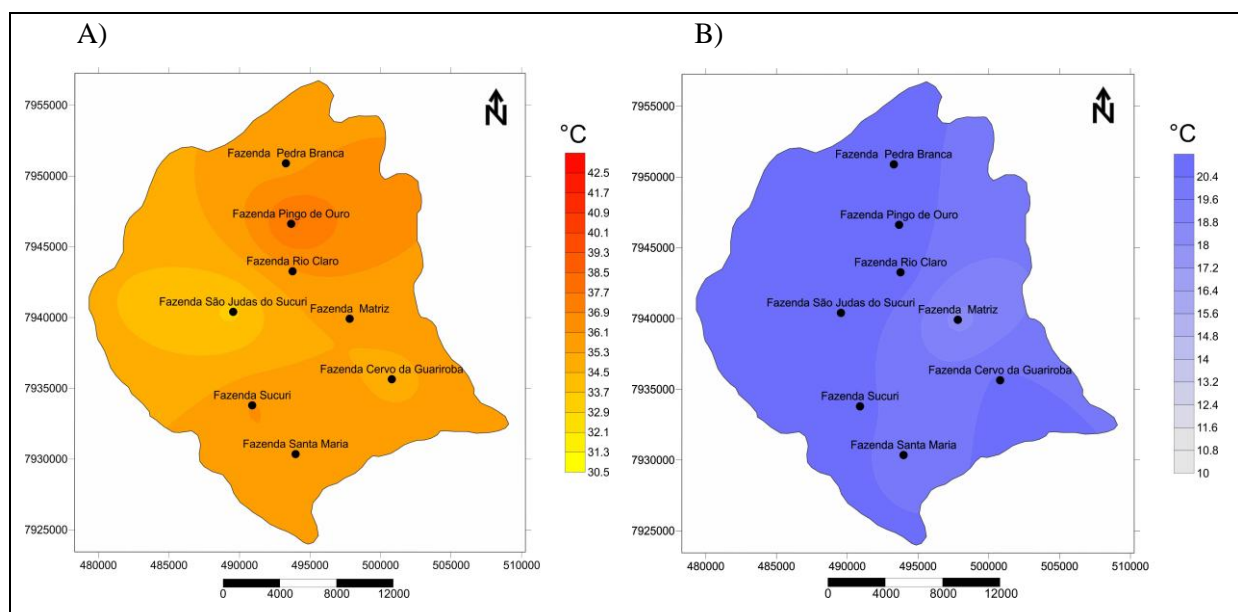 A)
7955000
7950000
7945000
7940000
7935000
7930000
7925000
480000 485000 490000 495000 500000 505000 510000
N
Fazenda Pedra Branca
Fazenda Pingo de Ouro
Fazenda Rio Claro
Fazenda São Judas do Sucuri
Fazenda Matriz
Fazenda Cervo da Guariroba
Fazenda Sucuri
Fazenda Santa Maria
0 4000 8000 12000
°C
42.5
41.7
40.9
40.1
39.3
38.5
37.7
36.9
36.1
35.3
34.5
33.7
32.9
32.1
31.3
30.5
B)
7955000
7950000
7945000
7940000
7935000
7930000
7925000
480000 485000 490000 495000 500000 505000 510000
N
Fazenda Pedra Branca
Fazenda Pingo de Ouro
Fazenda Rio Claro
Fazenda São Judas do Sucuri
Fazenda Matriz
Fazenda Cervo da Guariroba
Fazenda Sucuri
Fazenda Santa Maria
0 4000 8000 12000
°C
20.4
19.6
18.8
18
17.2
16.4
15.6
14.8
14
13.2
12.4
11.6
10.8
10